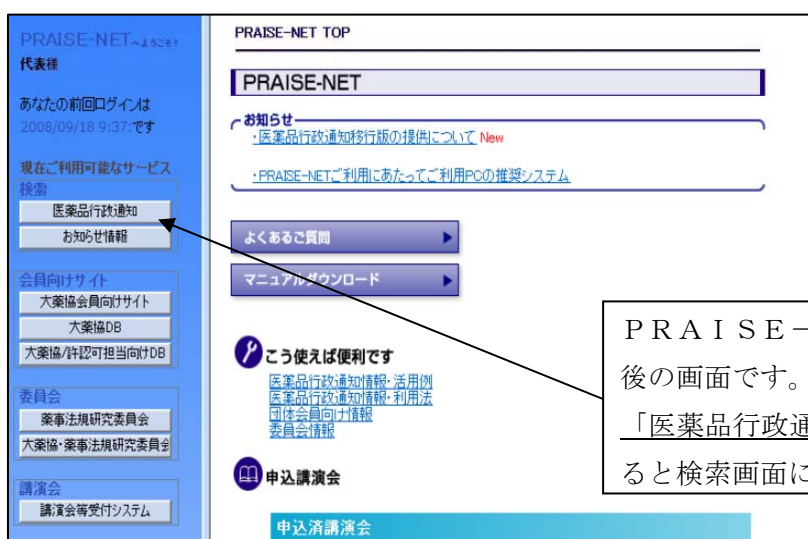 PRAISE-NETへようこそ!
代表様
あなたの前回ログインは
2008/09/18 9:37:です
現在ご利用可能なサービス
検索
医薬品行政通知
お知らせ情報
会員向けサイト
大薬協会員向けサイト
大薬協DB
大薬協/許認可担当向けDB
委員会
薬事法規研究委員会
大薬協・薬事法規研究委員会
講演会
講演会等受付システム
PRAISE-NET TOP
PRAISE-NET
お知らせ
・医薬品行政通知移行版の提供について New
・PRAISE-NETご利用にあたってご利用PCの推奨システム
よくあるご質問
マニュアルダウンロード
こう使えば便利です
医薬品行政通知情報・活用例
医薬品行政通知情報・利用法
団体会員向け情報
委員会情報
申込講演会
申込済講演会
ＰＲＡＩＳＥ－
後の画面です。
「医薬品行政通
ると検索画面に